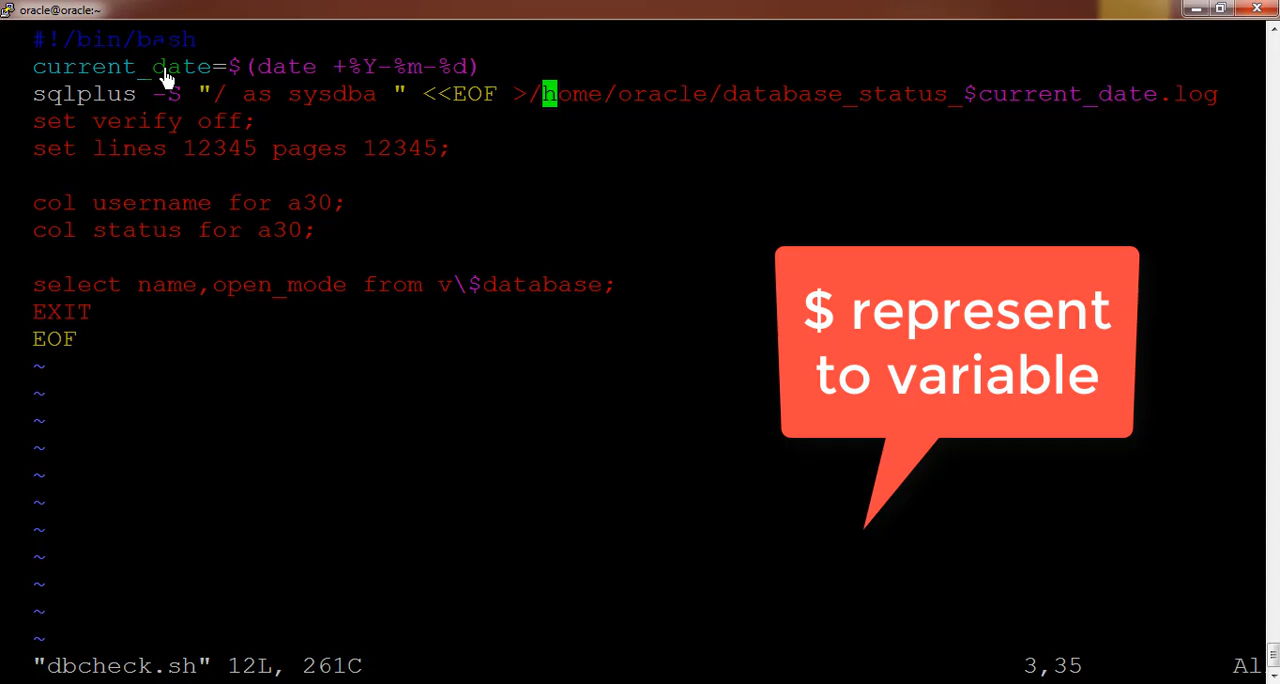 oracle@oracle:~
#!/bin/bash
current_date=$(date +%Y-%m-%d)
sqlplus -S "/ as sysdba " <<EOF >/home/oracle/database_status_$current_date.log
set verify off;
set lines 12345 pages 12345;
col username for a30;
col status for a30;
select name,open_mode from v\$database;
EXIT
EOF
$ represent
to variable
~
~
~
~
~
~
~
~
~
~
~
"dbcheck.sh" 12L, 261C 3,35 Al